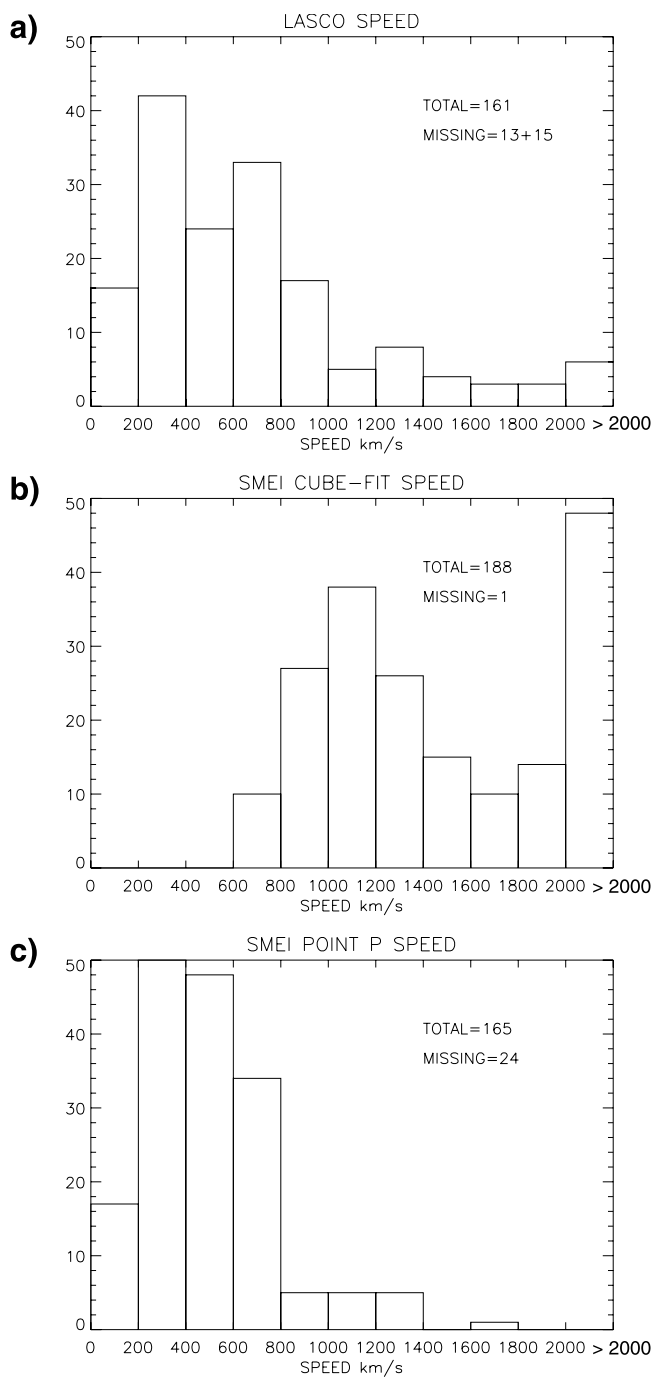 a)
LASCO SPEED
50
TOTAL=161
40
MISSING=13+15
30
20
10
0
0 200 400 600 800 1000 1200 1400 1600 1800 2000 > 2000
SPEED km/s
b)
SMEI CUBE-FIT SPEED
50
TOTAL=188
40
MISSING=1
30
20
10
0
0 200 400 600 800 1000 1200 1400 1600 1800 2000 > 2000
SPEED km/s
c)
SMEI POINT P SPEED
50
TOTAL=165
40
MISSING=24
30
20
10
0
0 200 400 600 800 1000 1200 1400 1600 1800 2000 > 2000
SPEED km/s